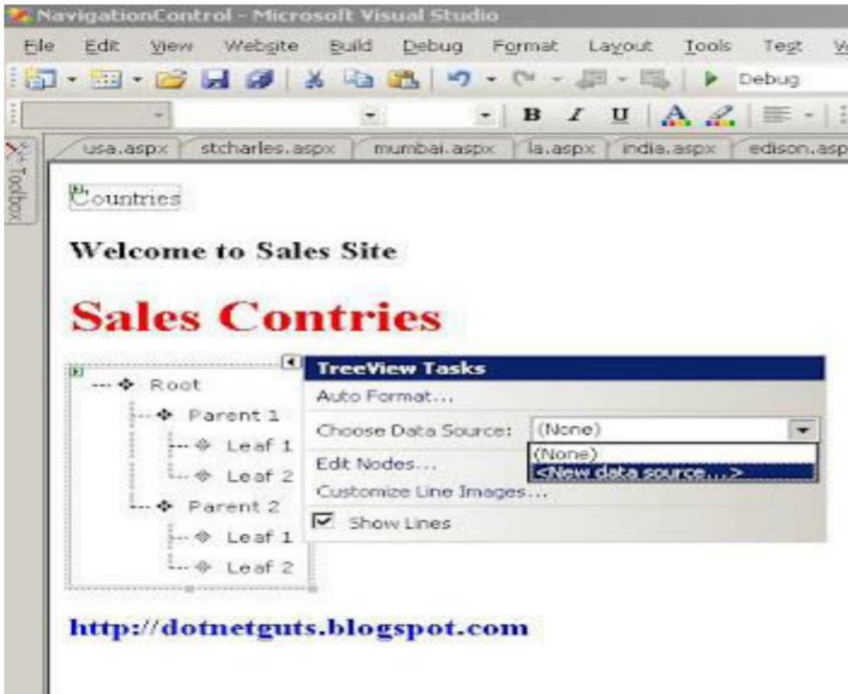 NavigationControl - Microsoft Visual Studio
File Edit View Website Build Debug Format Layout Tools Test
Debug
B I U A
usa.aspx stcharles.aspx mumbai.aspx la.aspx india.aspx edison.asp
Toolbox
Countries
Welcome to Sales Site
Sales Contries
Root
Parent 1
Leaf 1
Leaf 2
Parent 2
Leaf 1
Leaf 2
TreeView Tasks
Auto Format...
Choose Data Source: (None)
(None)
<New data source...>
Edit Nodes...
Customize Line Images...
Show Lines
http://dotnetguts.blogspot.com